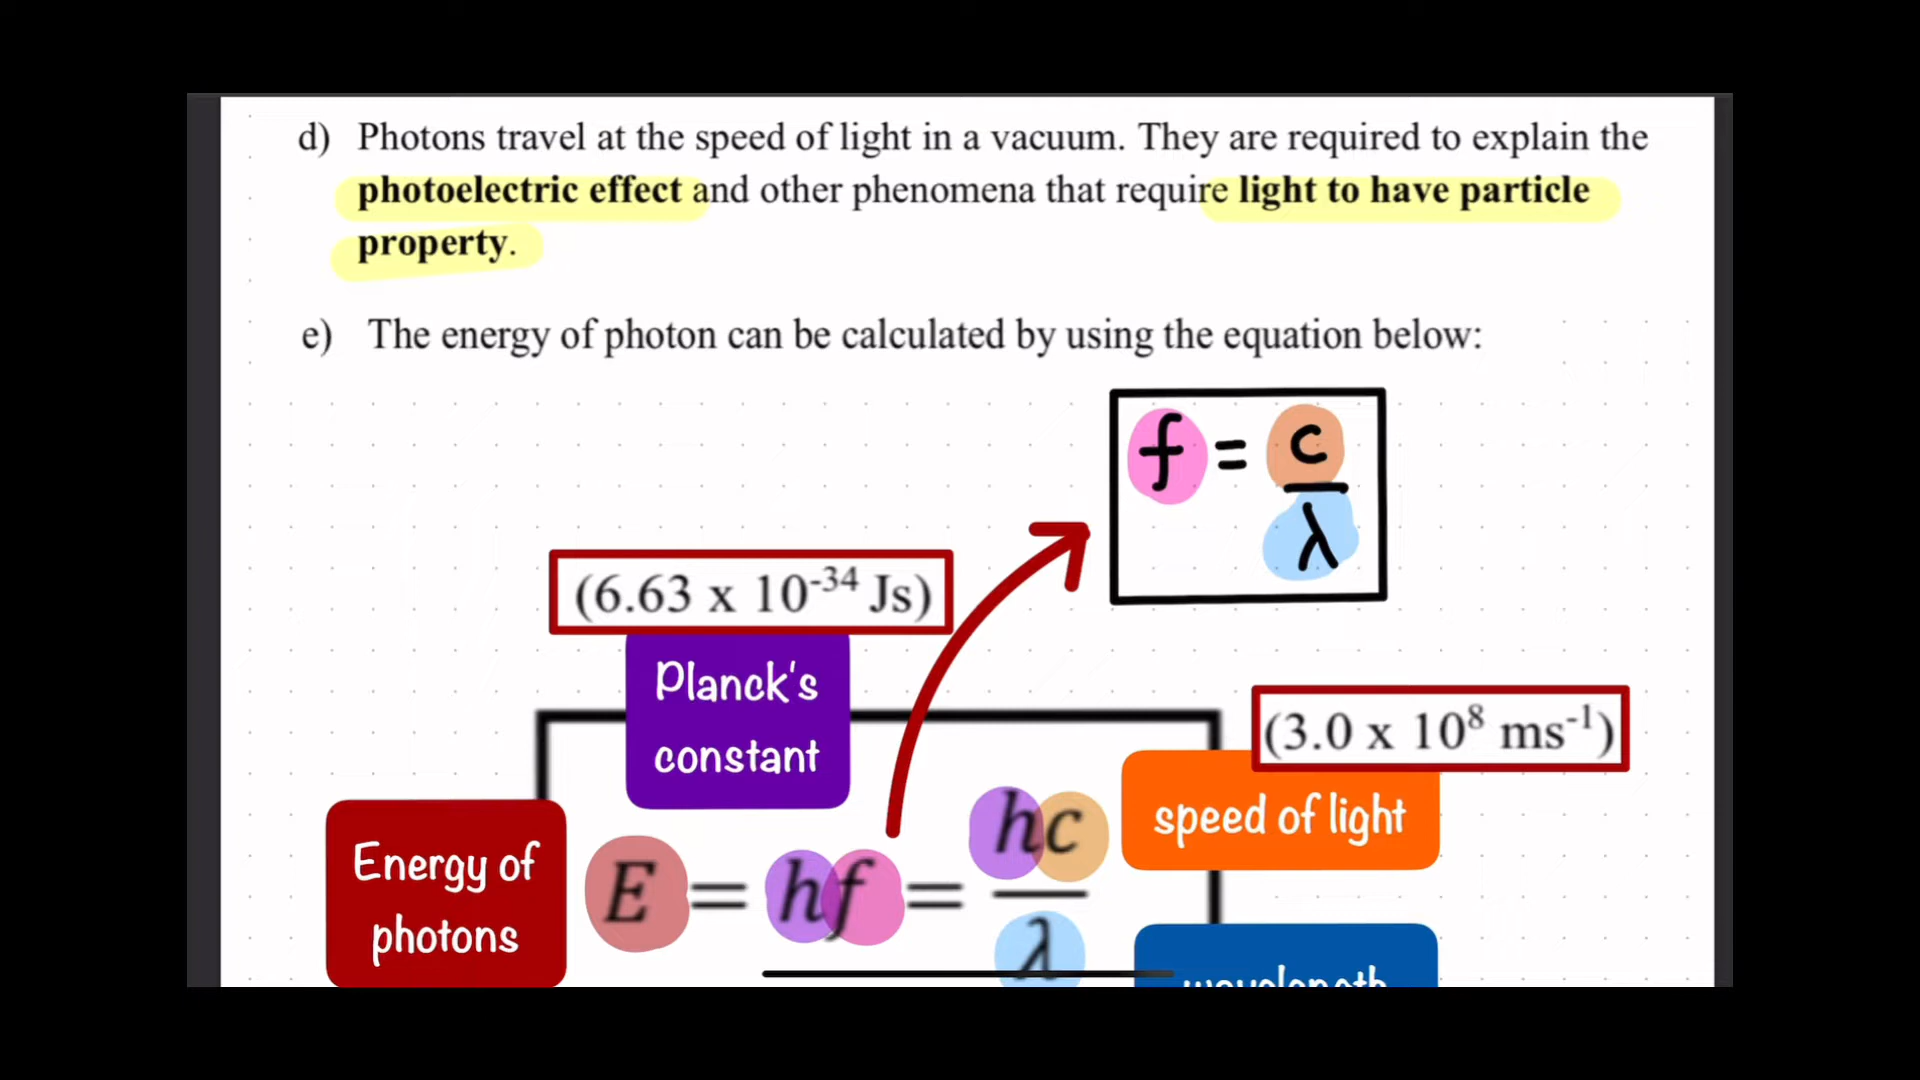 d) Photons travel at the speed of light in a vacuum. They are required to explain the
photoelectric effect and other phenomena that require light to have particle
property.
e) The energy of photon can be calculated by using the equation below:
f = c/λ
(6.63 x 10⁻³⁴ Js)
Planck's
constant
(3.0 x 10⁸ ms⁻¹)
speed of light
Energy of
photons
E = hf = hc/λ
wavelength